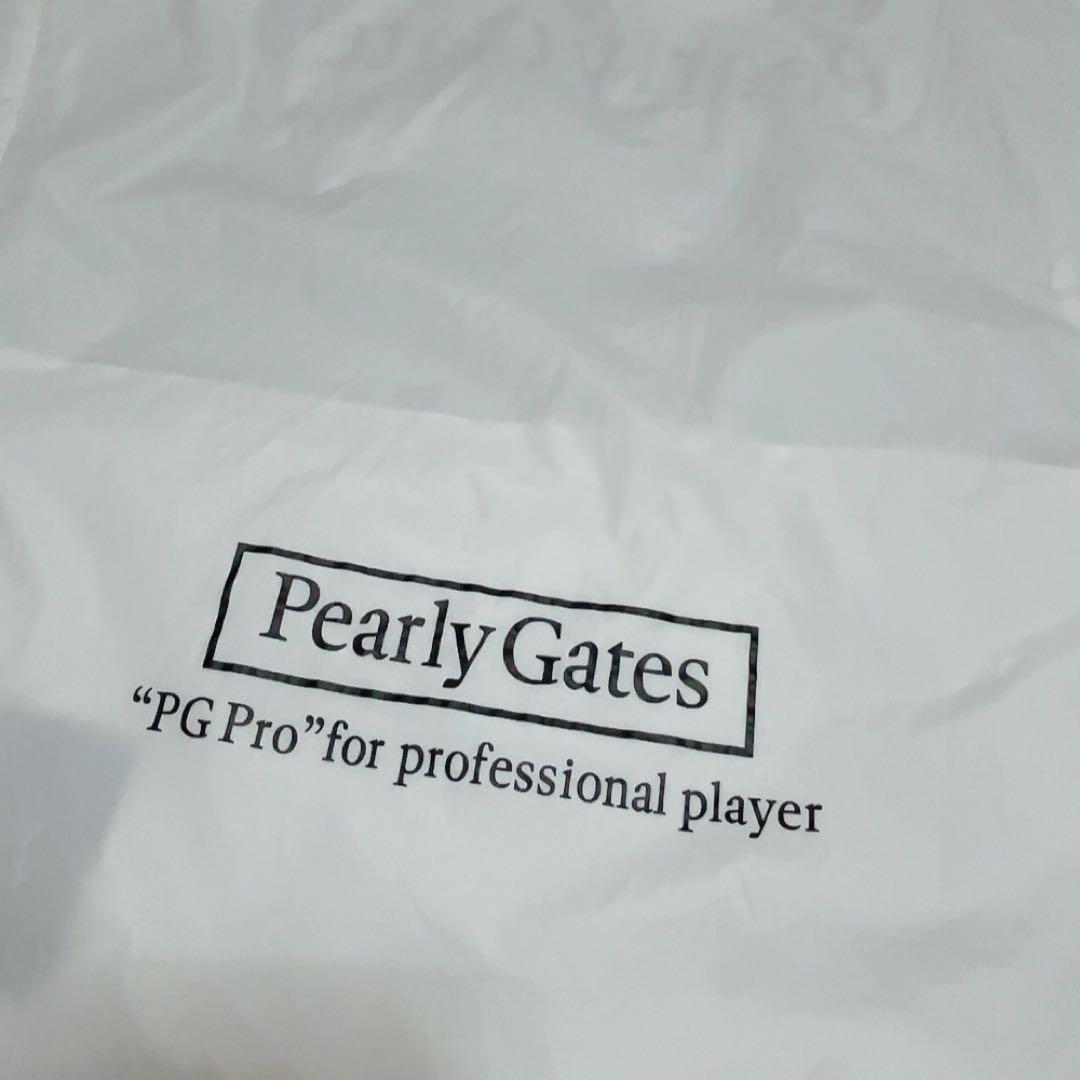 Pearly Gates
“PG Pro”for professional player